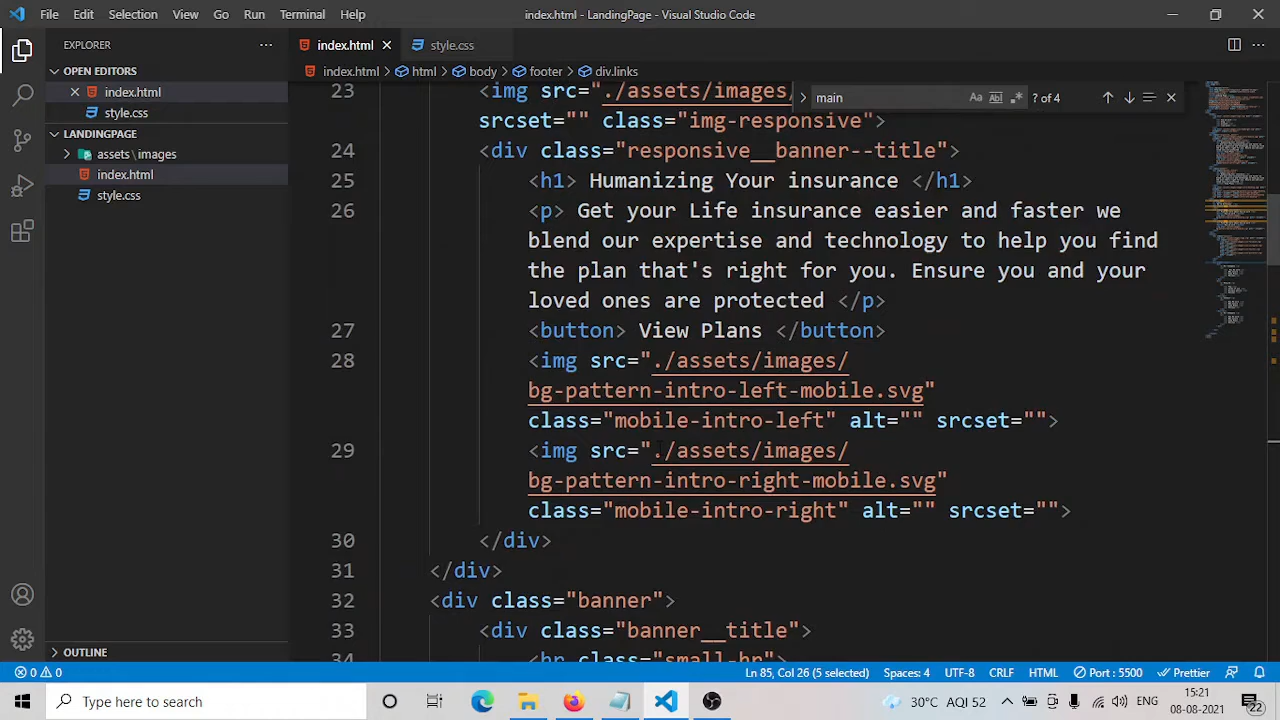 File Edit Selection View Go Run Terminal Help
index.html - LandingPage - Visual Studio Code
EXPLORER
index.html
style.css
OPEN EDITORS
index.html
style.css
LANDINGPAGE
assets\images
index.html
style.css
OUTLINE
index.html > html > body > footer > div.links
main
? of 4
23 <img src="./assets/images/
srcset="" class="img-responsive">
24 <div class="responsive__banner--title">
25 <h1> Humanizing Your insurance </h1>
26 <p> Get your Life insurance easier and faster we
blend our expertise and technology to help you find
the plan that's right for you. Ensure you and your
loved ones are protected </p>
27 <button> View Plans </button>
28 <img src="./assets/images/
bg-pattern-intro-left-mobile.svg"
class="mobile-intro-left" alt="" srcset="">
29 <img src="./assets/images/
bg-pattern-intro-right-mobile.svg"
class="mobile-intro-right" alt="" srcset="">
30 </div>
31 </div>
32 <div class="banner">
33 <div class="banner__title">
34 <hr class="small-hr">
0 0 Ln 85, Col 26 (5 selected) Spaces: 4 UTF-8 CRLF HTML Port : 5500 Prettier
Type here to search
30°C AQI 52 ENG 15:21
08-08-2021 22